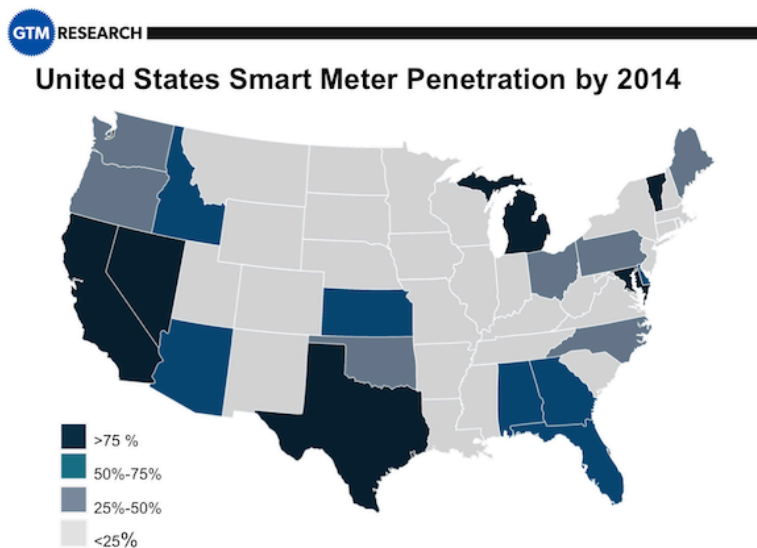 GTM RESEARCH
United States Smart Meter Penetration by 2014
>75 %
50%-75%
25%-50%
<25%